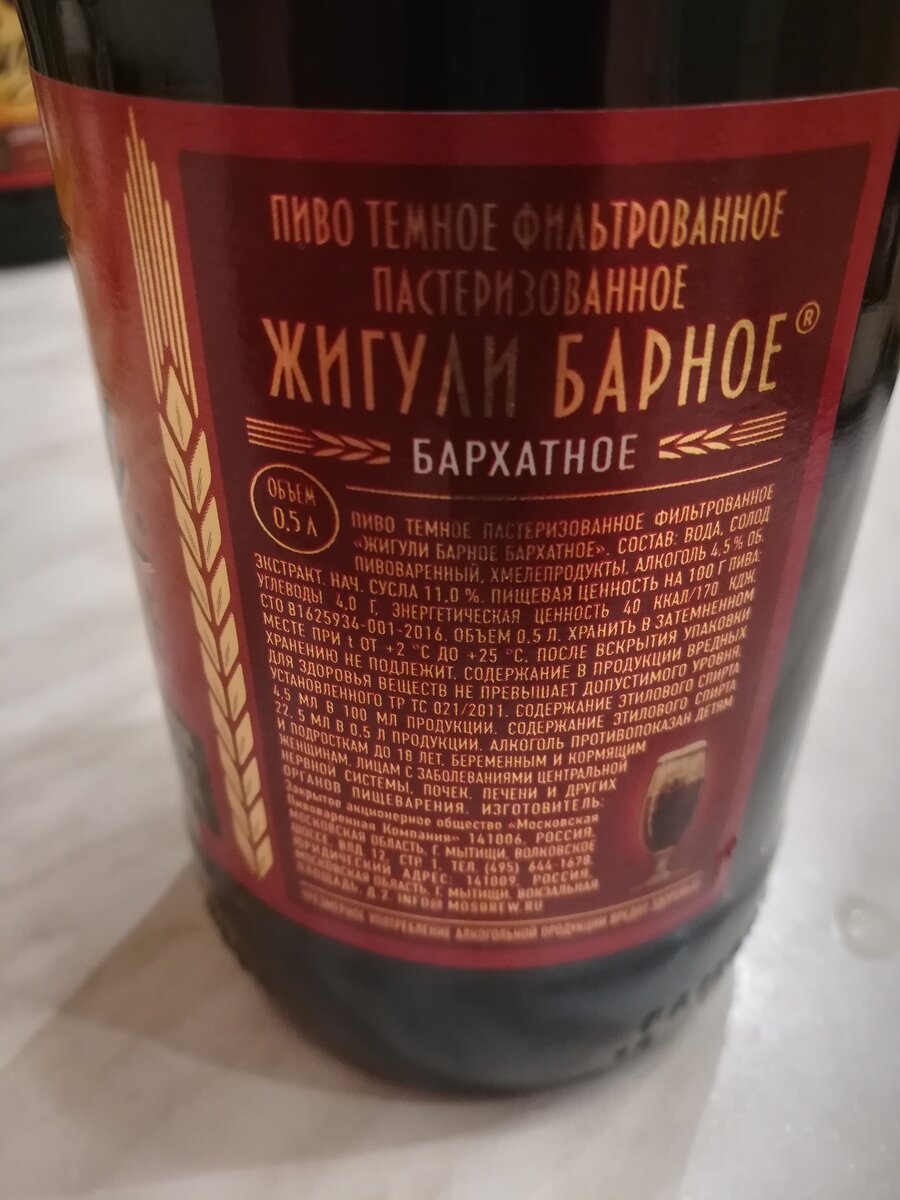 ПИВО ТЕМНОЕ ФИЛЬТРОВАННОЕ
ПАСТЕРИЗОВАННОЕ
ЖИГУЛИ БАРНОЕ®
БАРХАТНОЕ
ОБЪЕМ
0,5 Л
ПИВО ТЕМНОЕ ПАСТЕРИЗОВАННОЕ ФИЛЬТРОВАННОЕ
«ЖИГУЛИ БАРНОЕ БАРХАТНОЕ». СОСТАВ: ВОДА, СОЛОД
ПИВОВАРЕННЫЙ, ХМЕЛЕПРОДУКТЫ. АЛКОГОЛЬ 4,5 % ОБ.
ЭКСТРАКТ. НАЧ. СУСЛА 11,0 %. ПИЩЕВАЯ ЦЕННОСТЬ НА 100 Г ПИВА:
УГЛЕВОДЫ 4,0 Г. ЭНЕРГЕТИЧЕСКАЯ ЦЕННОСТЬ 40 ККАЛ/170 КДЖ.
СТО 81625934-001-2016. ОБЪЕМ 0,5 Л. ХРАНИТЬ В ЗАТЕМНЕННОМ
МЕСТЕ ПРИ t ОТ +2 °С ДО +25 °С. ПОСЛЕ ВСКРЫТИЯ УПАКОВКИ
ХРАНЕНИЮ НЕ ПОДЛЕЖИТ. СОДЕРЖАНИЕ В ПРОДУКЦИИ ВРЕДНЫХ
ДЛЯ ЗДОРОВЬЯ ВЕЩЕСТВ НЕ ПРЕВЫШАЕТ ДОПУСТИМОГО УРОВНЯ,
УСТАНОВЛЕННОГО ТР ТС 021/2011. СОДЕРЖАНИЕ ЭТИЛОВОГО СПИРТА
4,5 МЛ В 100 МЛ ПРОДУКЦИИ. СОДЕРЖАНИЕ ЭТИЛОВОГО СПИРТА
22, 5 МЛ В 0,5 Л ПРОДУКЦИИ. АЛКОГОЛЬ ПРОТИВОПОКАЗАН ДЕТЯМ
И ПОДРОСТКАМ ДО 18 ЛЕТ, БЕРЕМЕННЫМ И КОРМЯЩИМ
ЖЕНЩИНАМ, ЛИЦАМ С ЗАБОЛЕВАНИЯМИ ЦЕНТРАЛЬНОЙ
НЕРВНОЙ СИСТЕМЫ, ПОЧЕК, ПЕЧЕНИ И ДРУГИХ
ОРГАНОВ ПИЩЕВАРЕНИЯ. ИЗГОТОВИТЕЛЬ:
Закрытое акционерное общество «Московская
Пивоваренная Компания» 141006, РОССИЯ,
МОСКОВСКАЯ ОБЛАСТЬ, Г. МЫТИЩИ, ВОЛКОВСКОЕ
ШОССЕ, ВЛД. 12, СТР. 1, ТЕЛ. (495) 644-1678.
ЮРИДИЧЕСКИЙ АДРЕС: 141009, РОССИЯ,
МОСКОВСКАЯ ОБЛАСТЬ, Г. МЫТИЩИ, ВОКЗАЛЬНАЯ
ПЛОЩАДЬ, Д.2. INFO@ MOSBREW.RU
ЧРЕЗМЕРНОЕ УПОТРЕБЛЕНИЕ АЛКОГОЛЬНОЙ ПРОДУКЦИИ ВРЕДИТ ЗДОРОВЬЮ